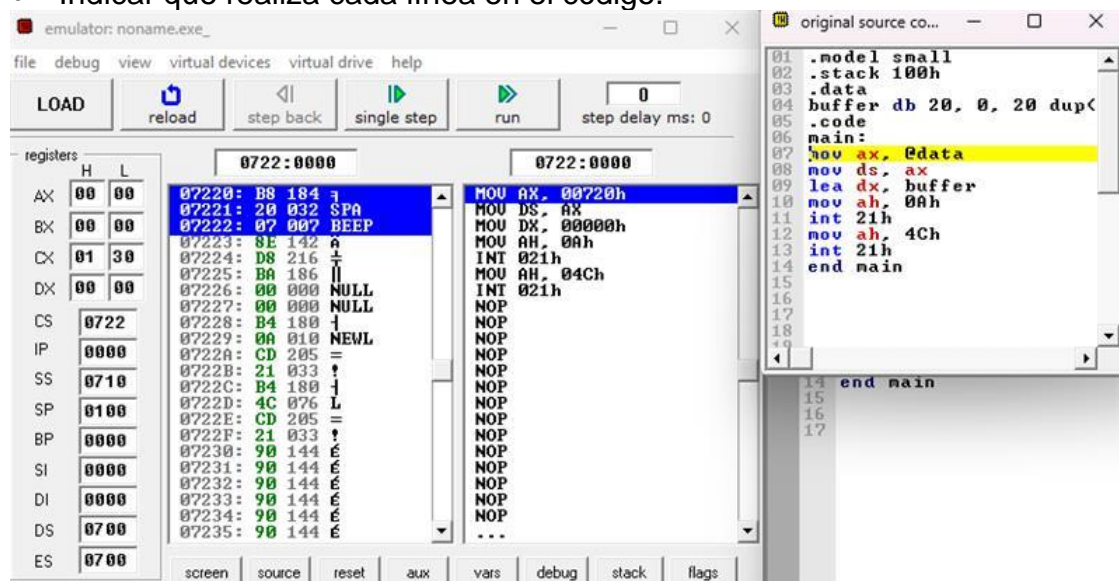 Indicar que realiza cada línea en el código.
emulator: noname.exe_
file debug view virtual devices virtual drive help
LOAD
reload
step back
single step
run
0
step delay ms: 0
registers
H L
AX 00 00
BX 00 00
CX 01 30
DX 00 00
CS 0722
IP 0000
SS 0710
SP 0100
BP 0000
SI 0000
DI 0000
DS 0700
ES 0700
0722:0000
07220: B8 184 ╕
07221: 20 032 SPA
07222: 07 007 BEEP
07223: 8E 142 Ä
07224: D8 216 ╪
07225: BA 186 ║
07226: 00 000 NULL
07227: 00 000 NULL
07228: B4 180 ┤
07229: 0A 010 NEWL
0722A: CD 205 =
0722B: 21 033 !
0722C: B4 180 ┤
0722D: 4C 076 L
0722E: CD 205 =
0722F: 21 033 !
07230: 90 144 É
07231: 90 144 É
07232: 90 144 É
07233: 90 144 É
07234: 90 144 É
07235: 90 144 É
0722:0000
MOV AX, 00720h
MOV DS, AX
MOV DX, 00000h
MOV AH, 0Ah
INT 021h
MOV AH, 04Ch
INT 021h
NOP
NOP
NOP
NOP
NOP
NOP
NOP
NOP
NOP
NOP
NOP
NOP
NOP
NOP
...
screen source reset aux vars debug stack flags
original source co...
01 .model small
02 .stack 100h
03 .data
04 buffer db 20, 0, 20 dup(
05 .code
06 main:
07 mov ax, @data
08 mov ds, ax
09 lea dx, buffer
10 mov ah, 0Ah
11 int 21h
12 mov ah, 4Ch
13 int 21h
14 end main
15
16
17
18
19
14 end main
15
16
17